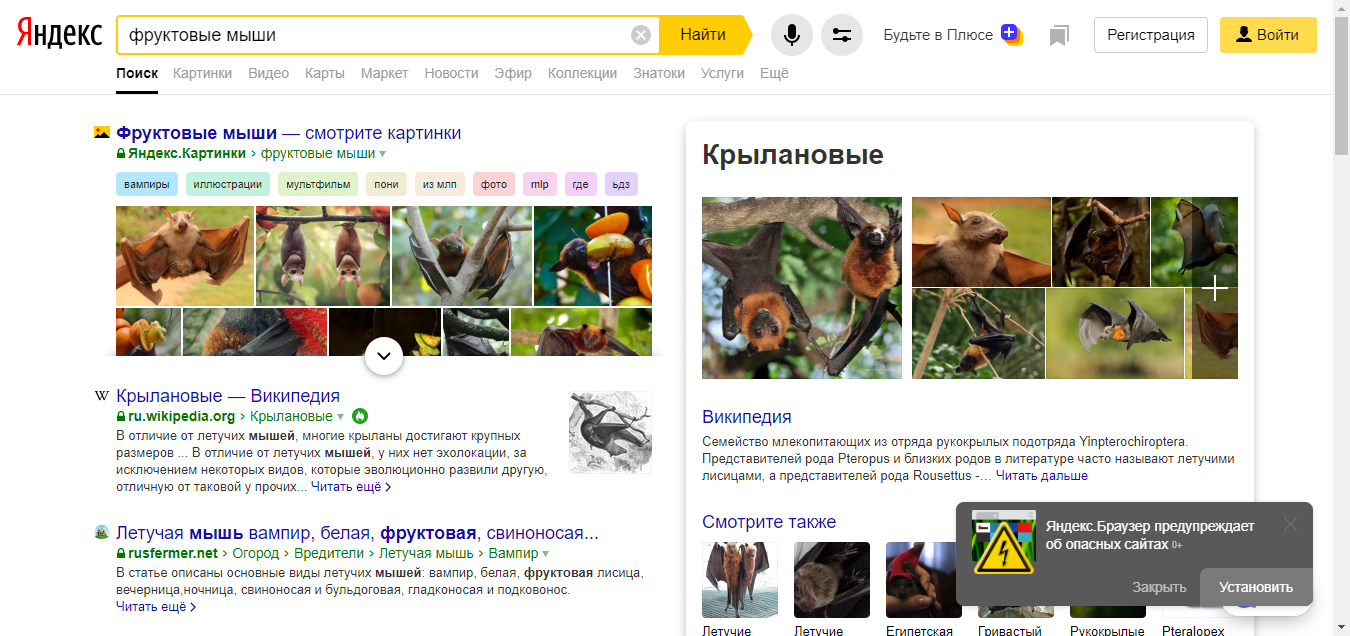 Яндекс
фруктовые мыши
Найти
Будьте в Плюсе
Регистрация
Войти
Поиск Картинки Видео Карты Маркет Новости Эфир Коллекции Знатоки Услуги Ещё
Фруктовые мыши — смотрите картинки
Яндекс.Картинки › фруктовые мыши
вампиры иллюстрации мультфильм пони из млп фото mlp где ьдз
W Крылановые — Википедия
ru.wikipedia.org › Крылановые
В отличие от летучих мышей, многие крыланы достигают крупных
размеров ... В отличие от летучих мышей, у них нет эхолокации, за
исключением некоторых видов, которые эволюционно развили другую,
отличную от таковой у прочих... Читать ещё >
Летучая мышь вампир, белая, фруктовая, свиноносая...
rusfermer.net › Огород › Вредители › Летучая мышь › Вампир
В статье описаны основные виды летучих мышей: вампир, белая, фруктовая лисица,
вечерница,ночница, свиноносая и бульдоговая, гладконосая и подковонос.
Читать ещё >
Крылановые
Википедия
Семейство млекопитающих из отряда рукокрылых подотряда Yinpterochiroptera.
Представителей рода Pteropus и близких родов в литературе часто называют летучими
лисицами, а представителей рода Rousettus -... Читать дальше
Смотрите также
Летучие Летучие Египетская Гривастый Рукокрылые Pteralopex
Яндекс.Браузер предупреждает
об опасных сайтах 0+
Закрыть
Установить